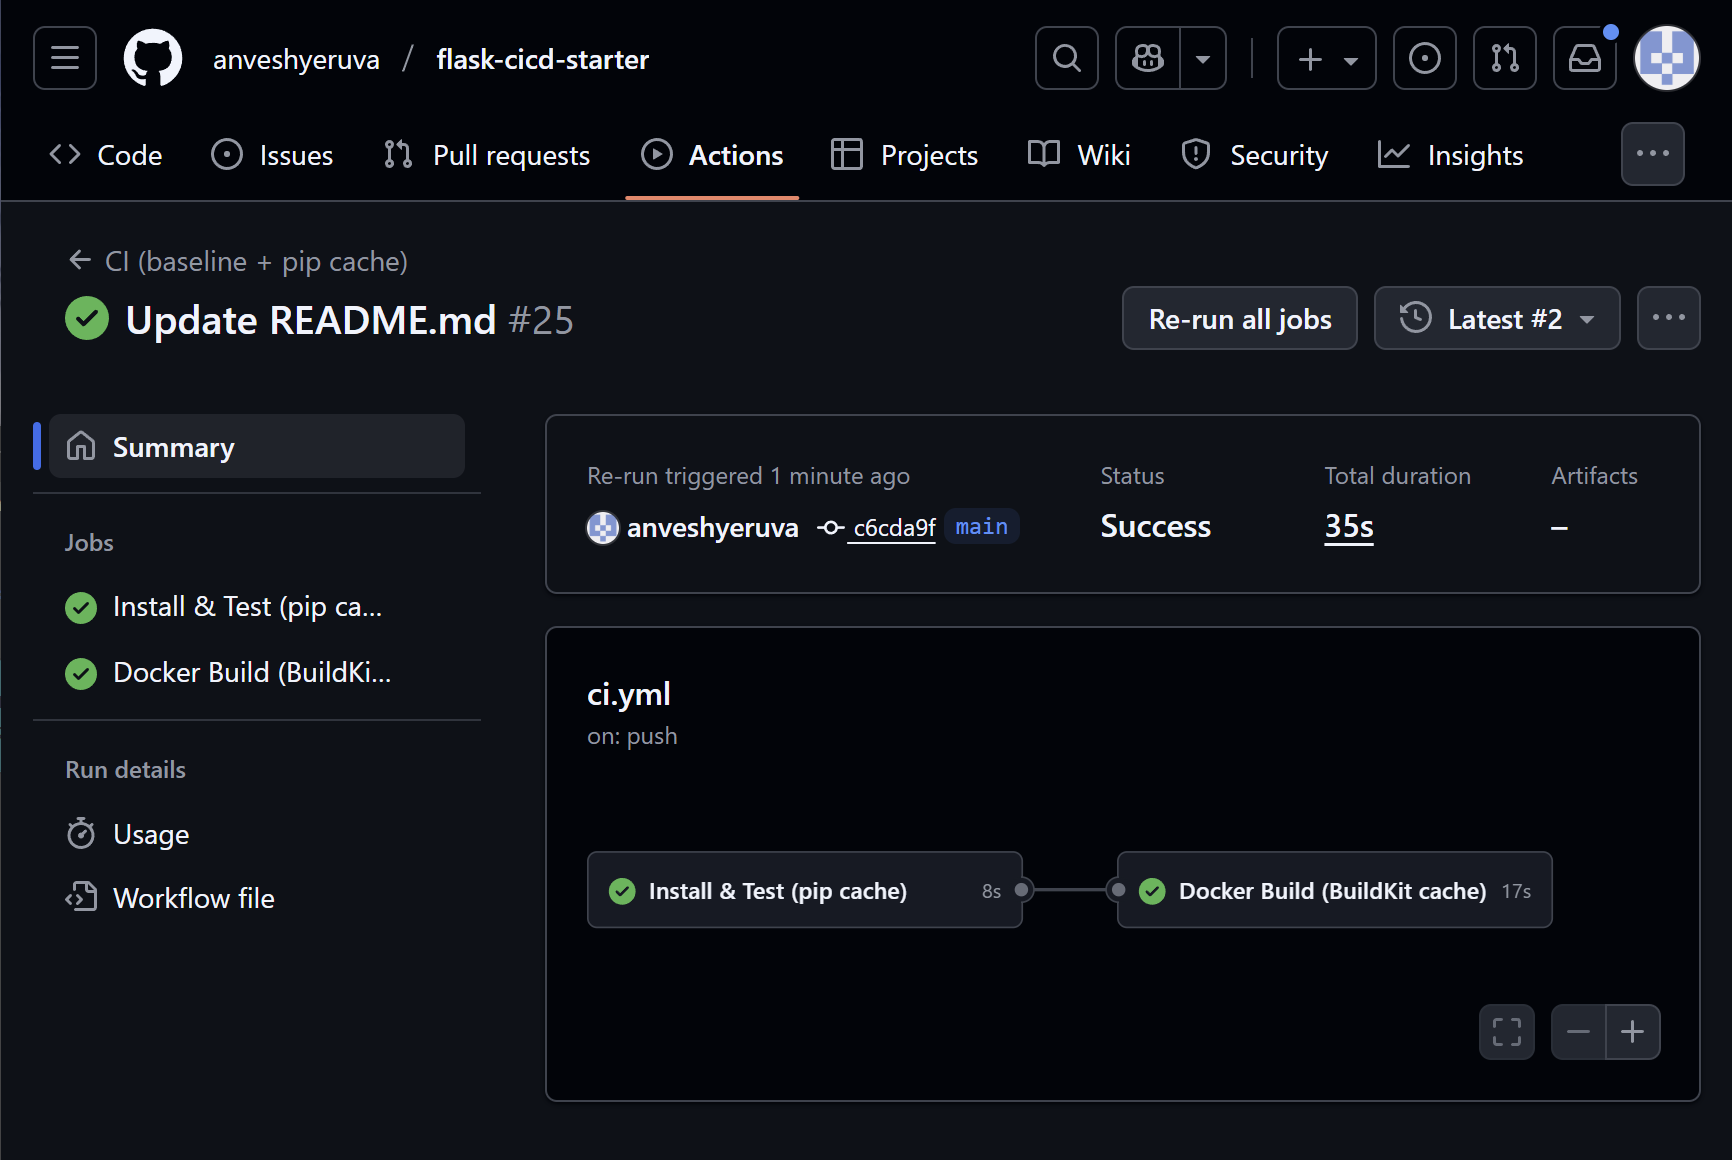 anveshyeruva / flask-cicd-starter
Code Issues Pull requests Actions Projects Wiki Security Insights
CI (baseline + pip cache)
Update README.md #25
Re-run all jobs Latest #2
Summary
Jobs
Install & Test (pip ca...
Docker Build (BuildKi...
Run details
Usage
Workflow file
Re-run triggered 1 minute ago
anveshyeruva c6cda9f main
Status
Success
Total duration
35s
Artifacts
–
ci.yml
on: push
Install & Test (pip cache) 8s
Docker Build (BuildKit cache) 17s